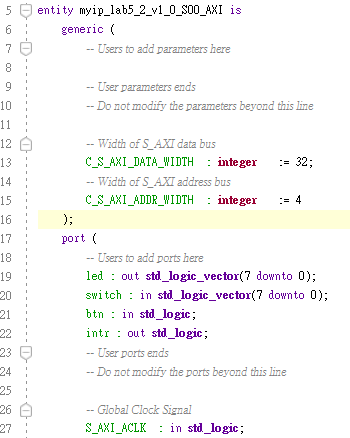 5 entity myip_lab5_2_v1_0_S00_AXI is
6 generic (
7 -- Users to add parameters here
8
9 -- User parameters ends
10 -- Do not modify the parameters beyond this line
11
12 -- Width of S_AXI data bus
13 C_S_AXI_DATA_WIDTH : integer := 32;
14 -- Width of S_AXI address bus
15 C_S_AXI_ADDR_WIDTH : integer := 4
16 );
17 port (
18 -- Users to add ports here
19 led : out std_logic_vector(7 downto 0);
20 switch : in std_logic_vector(7 downto 0);
21 btn : in std_logic;
22 intr : out std_logic;
23 -- User ports ends
24 -- Do not modify the ports beyond this line
25
26 -- Global Clock Signal
27 S_AXI_ACLK : in std_logic;